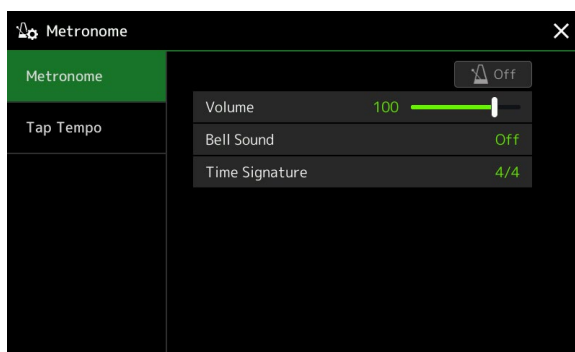 Metronome
Metronome
Off
Volume 100
Tap Tempo
Bell Sound Off
Time Signature 4/4